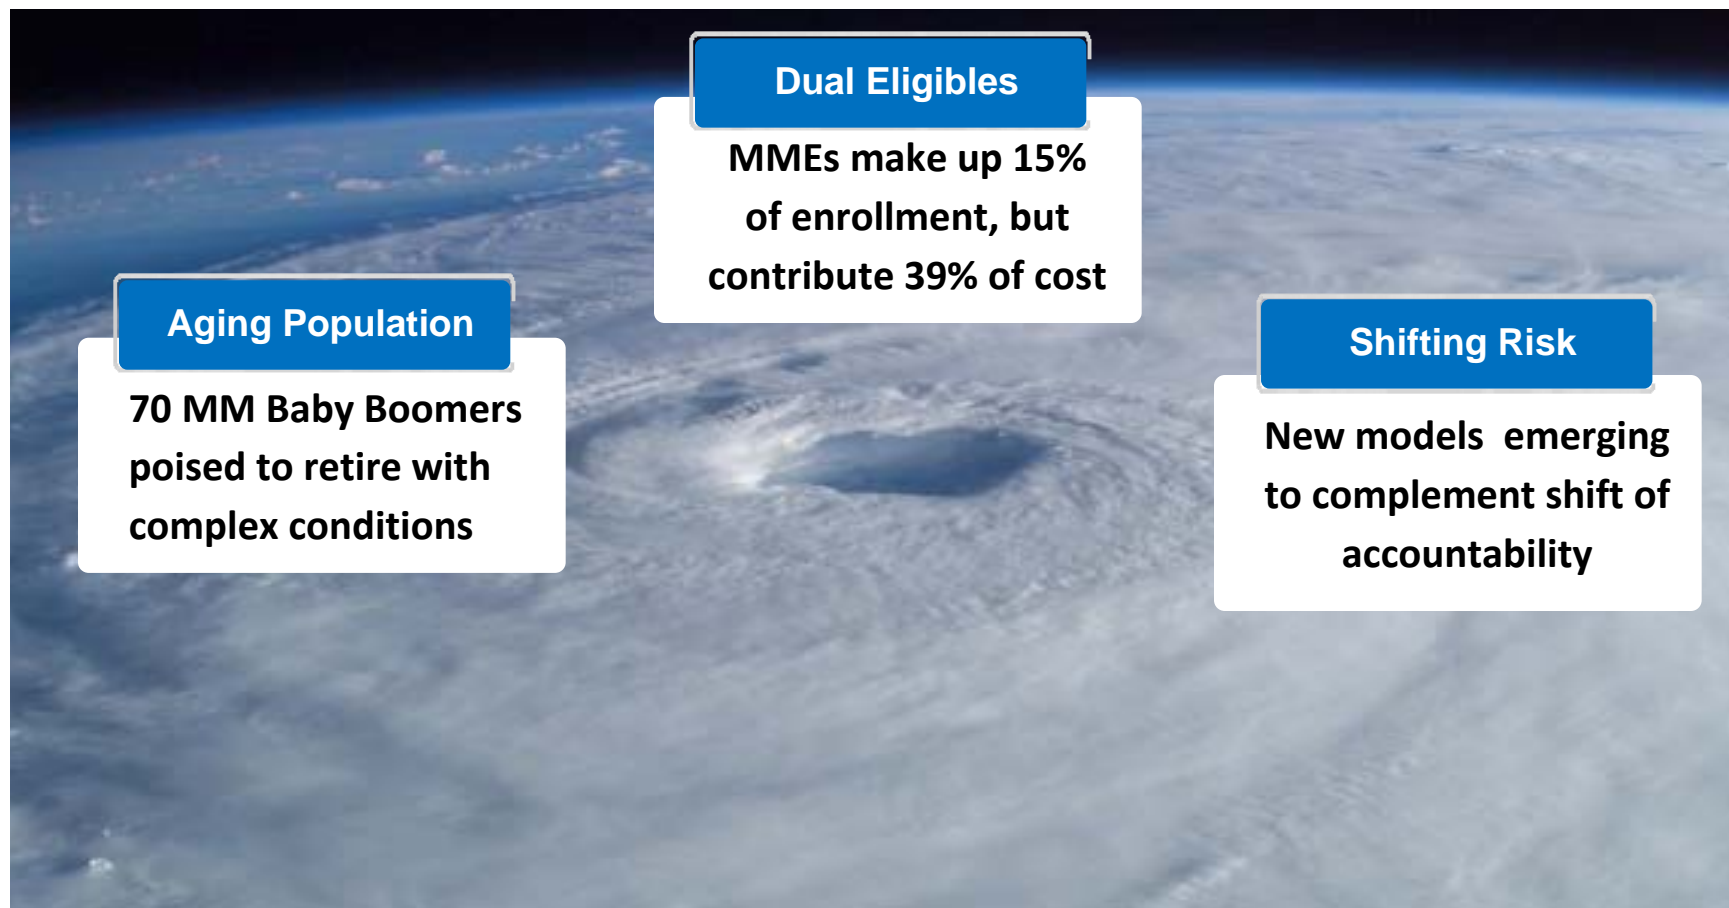 Dual Eligibles
MMEs make up 15%
of enrollment, but
contribute 39% of cost
Aging Population
70 MM Baby Boomers
poised to retire with
complex conditions
Shifting Risk
New models  emerging
to complement shift of
accountability